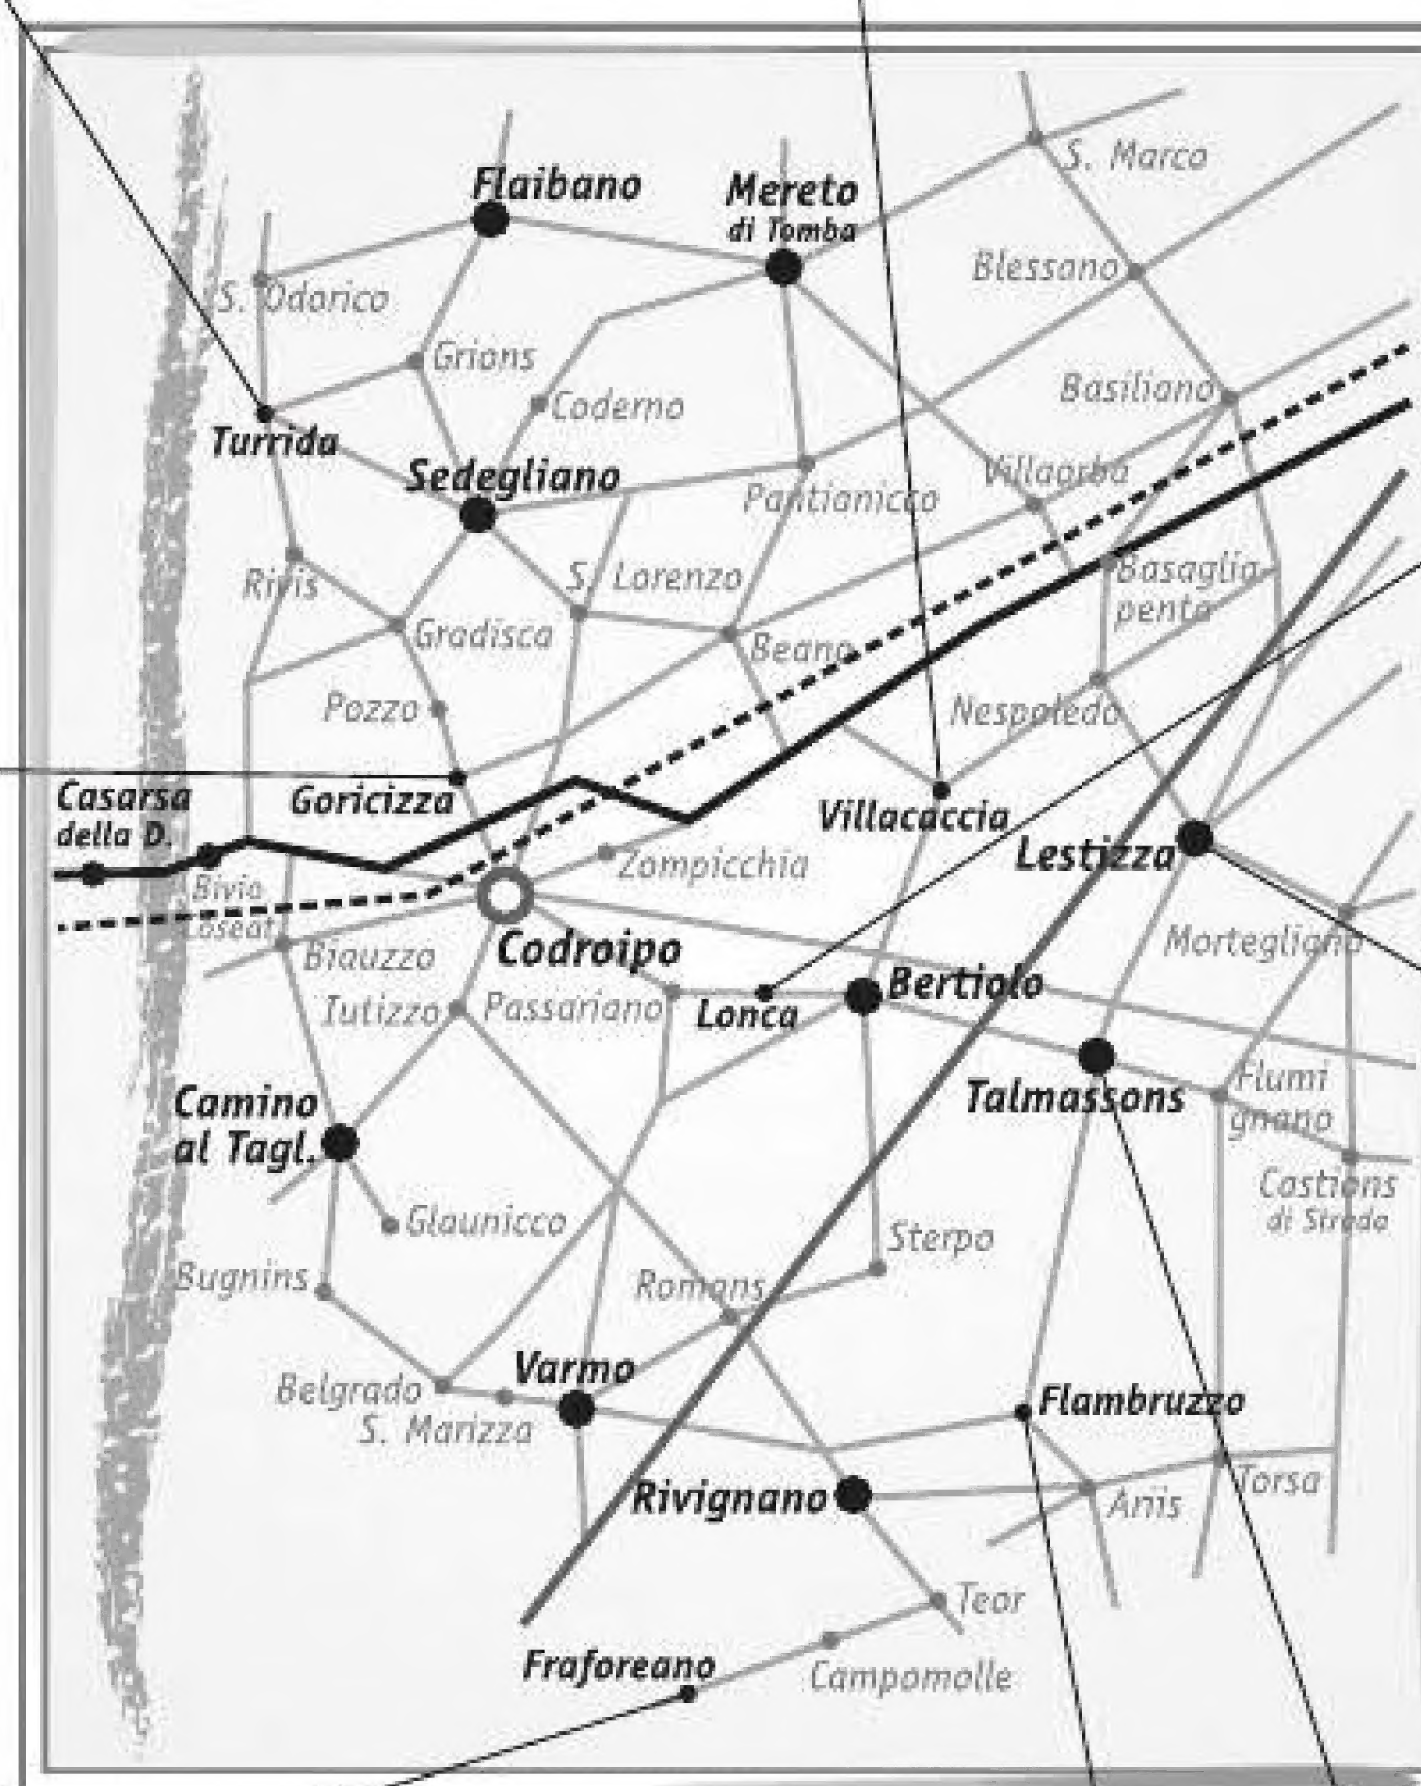 S. Marco
Flaibano
Mereto
di Tomba
Blessano
S. Odorico
Grions
Coderno
Basiliano
Turrida
Sedegliano
Villaorba
Pantianicco
Rivis
S. Lorenzo
Basaglia
penta
Gradisca
Beano
Pozzo
Nespoledo
Casarsa
della D.
Goricizza
Villacaccia
Lestizza
Zompicchia
Bivio
Coseat
Biauzzo
Codroipo
Mortegliano
Iutizzo
Passariano
Lonca
Bertiolo
Camino
al Tagl.
Talmassons
Flumi
gnano
Castions
di Strada
Glaunicco
Sterpo
Bugnins
Romans
Varmo
Belgrado
S. Marizza
Flambruzzo
Rivignano
Ariis
Torsa
Teor
Fraforeano
Campomolle